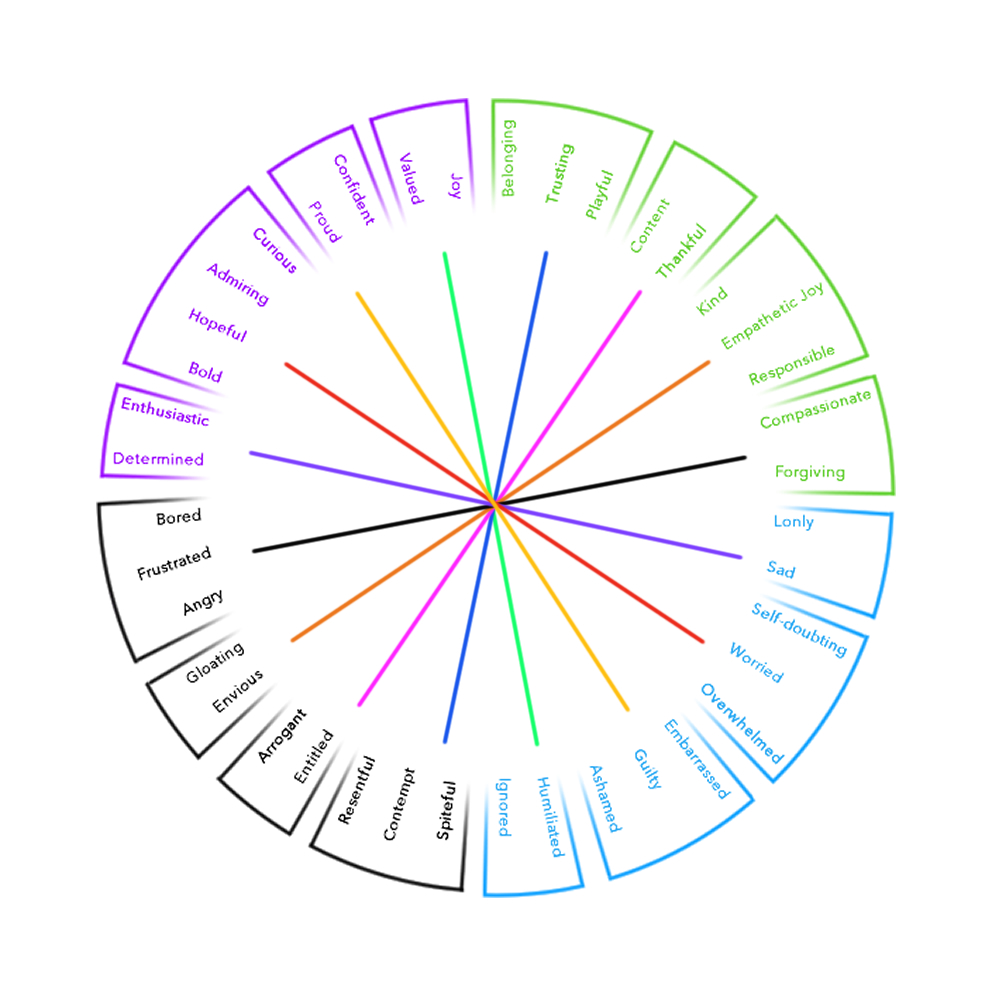 Belonging
Trusting
Playful
Content
Thankful
Kind
Empathetic Joy
Responsible
Compassionate
Forgiving
Lonly
Sad
Self-doubting
Worried
Overwhelmed
Embarrassed
Guilty
Ashamed
Humiliated
Ignored
Spiteful
Contempt
Resentful
Entitled
Arrogant
Envious
Gloating
Angry
Frustrated
Bored
Determined
Enthusiastic
Bold
Hopeful
Admiring
Curious
Proud
Confident
Valued
Joy